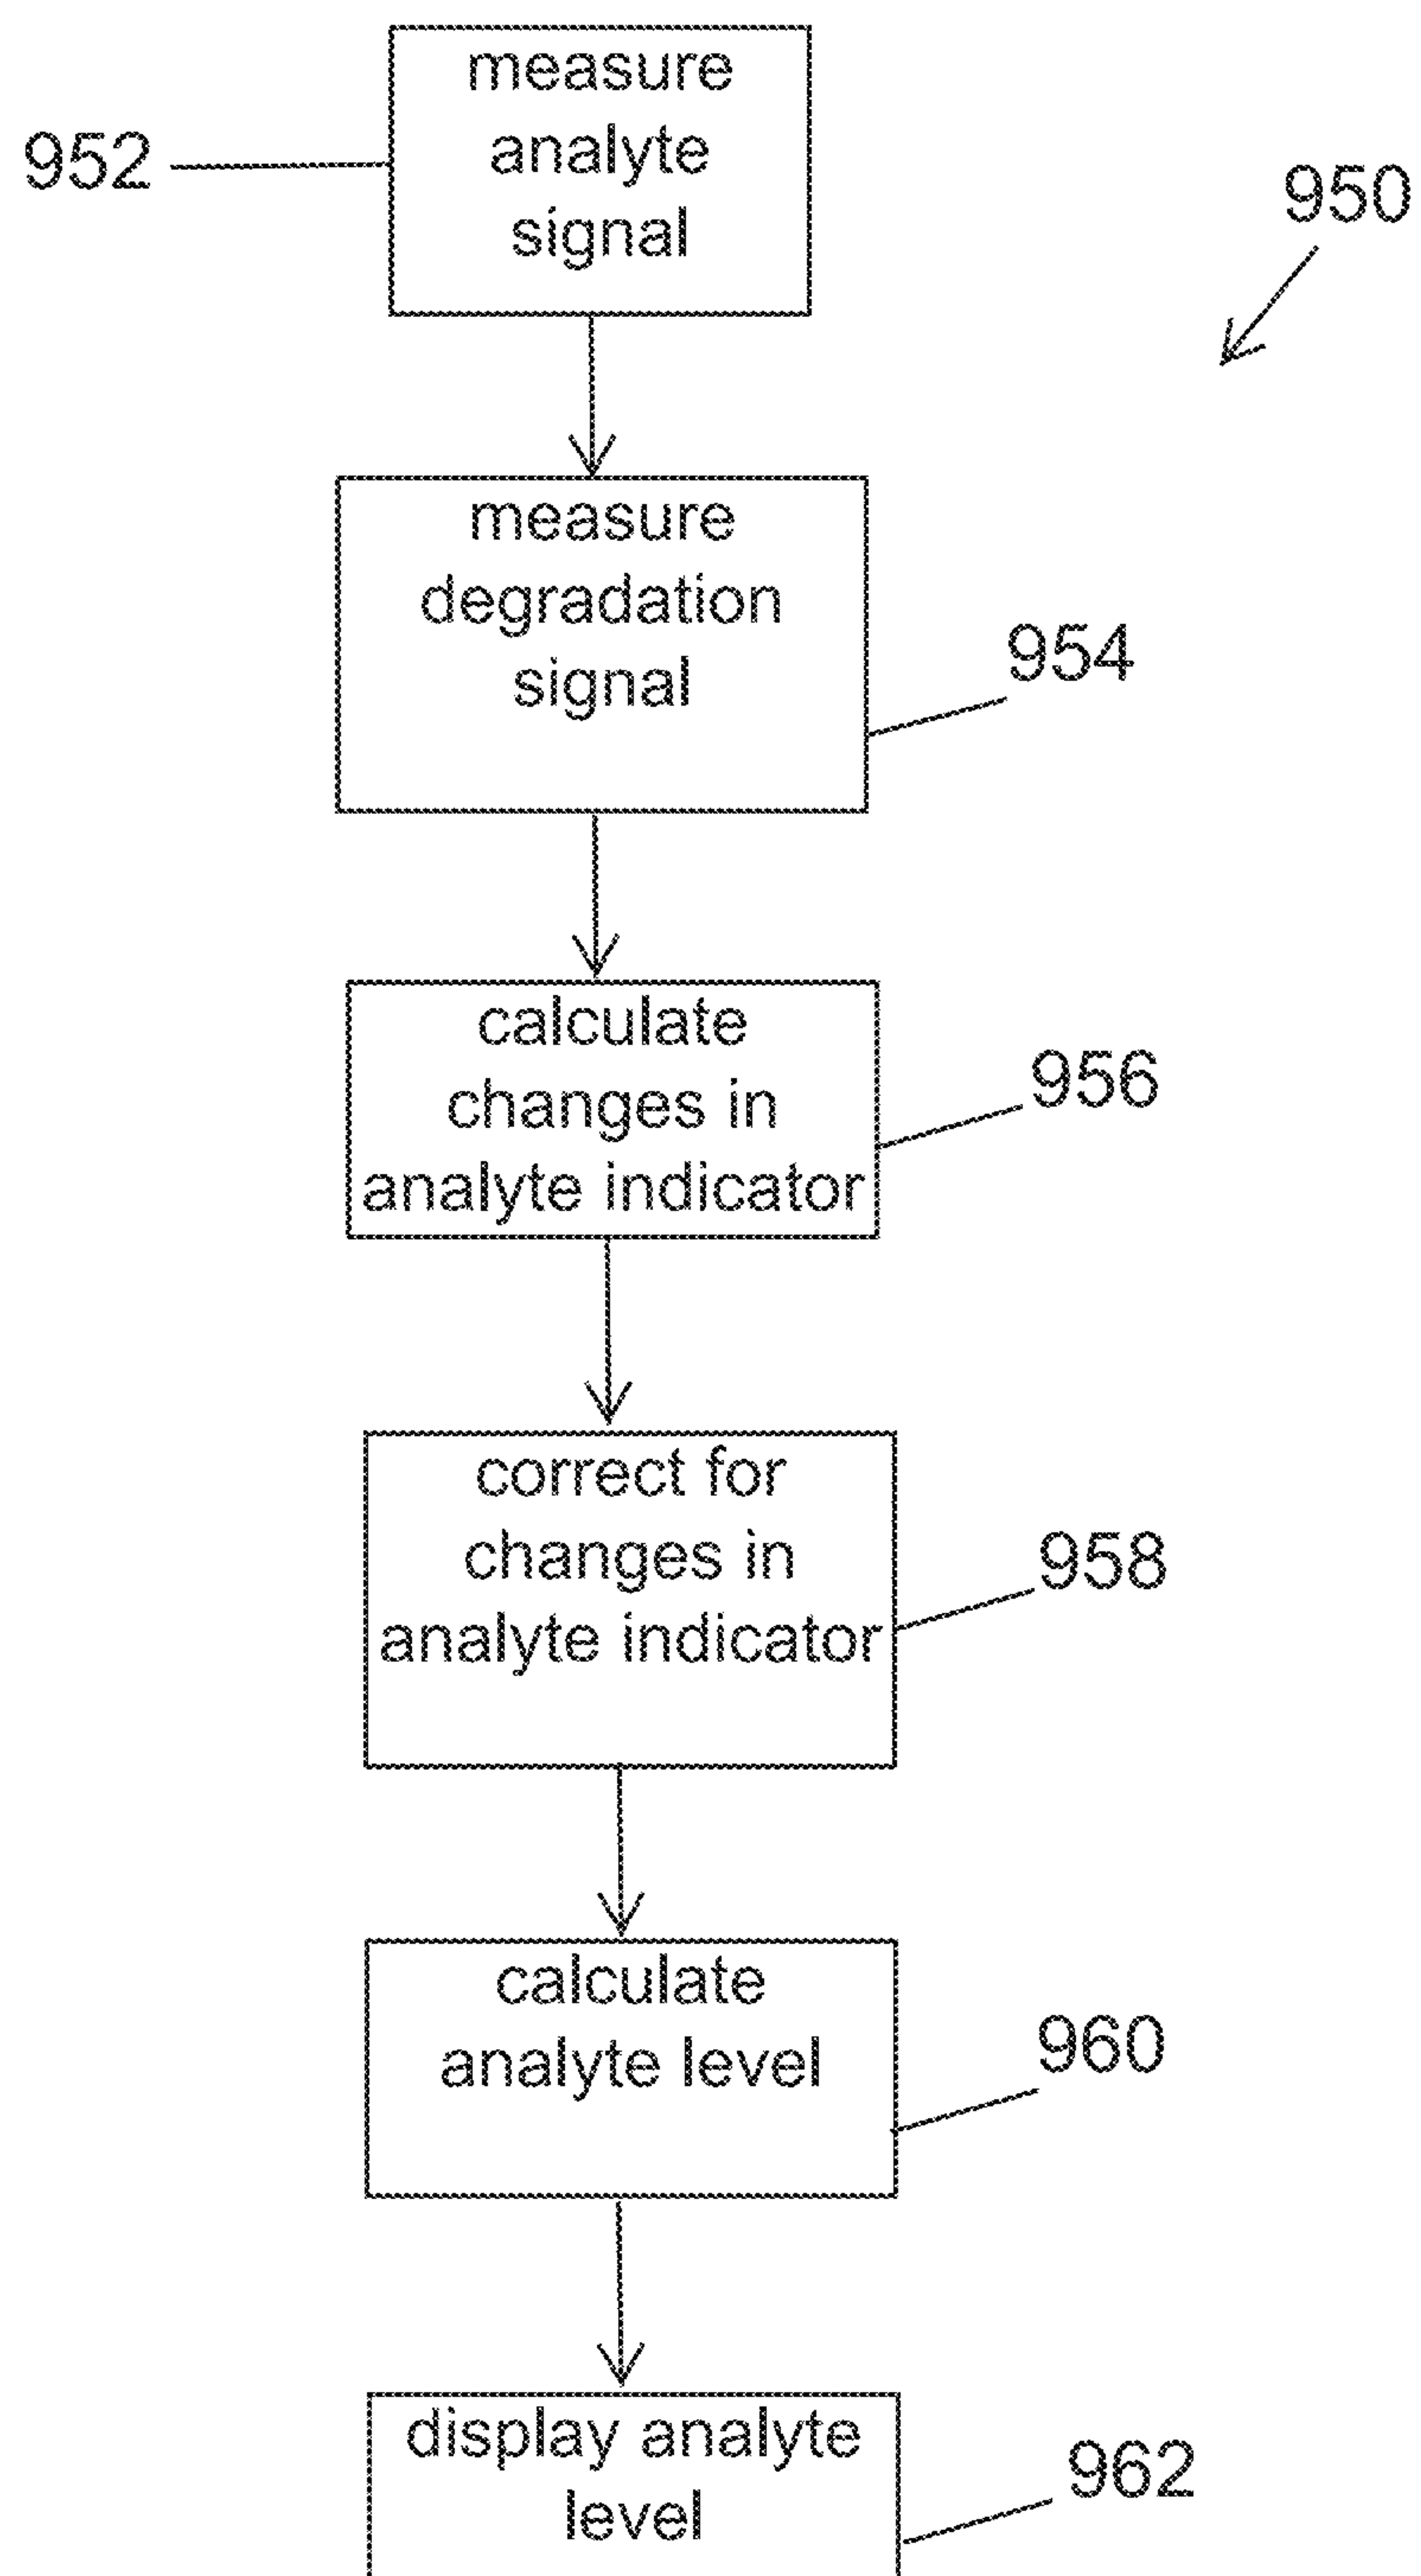 measure
analyte
signal
952
950
measure
degradation
signal
954
calculate
changes in
analyte indicator
956
correct for
changes in
analyte indicator
958
calculate
analyte level
960
display analyte
level
962